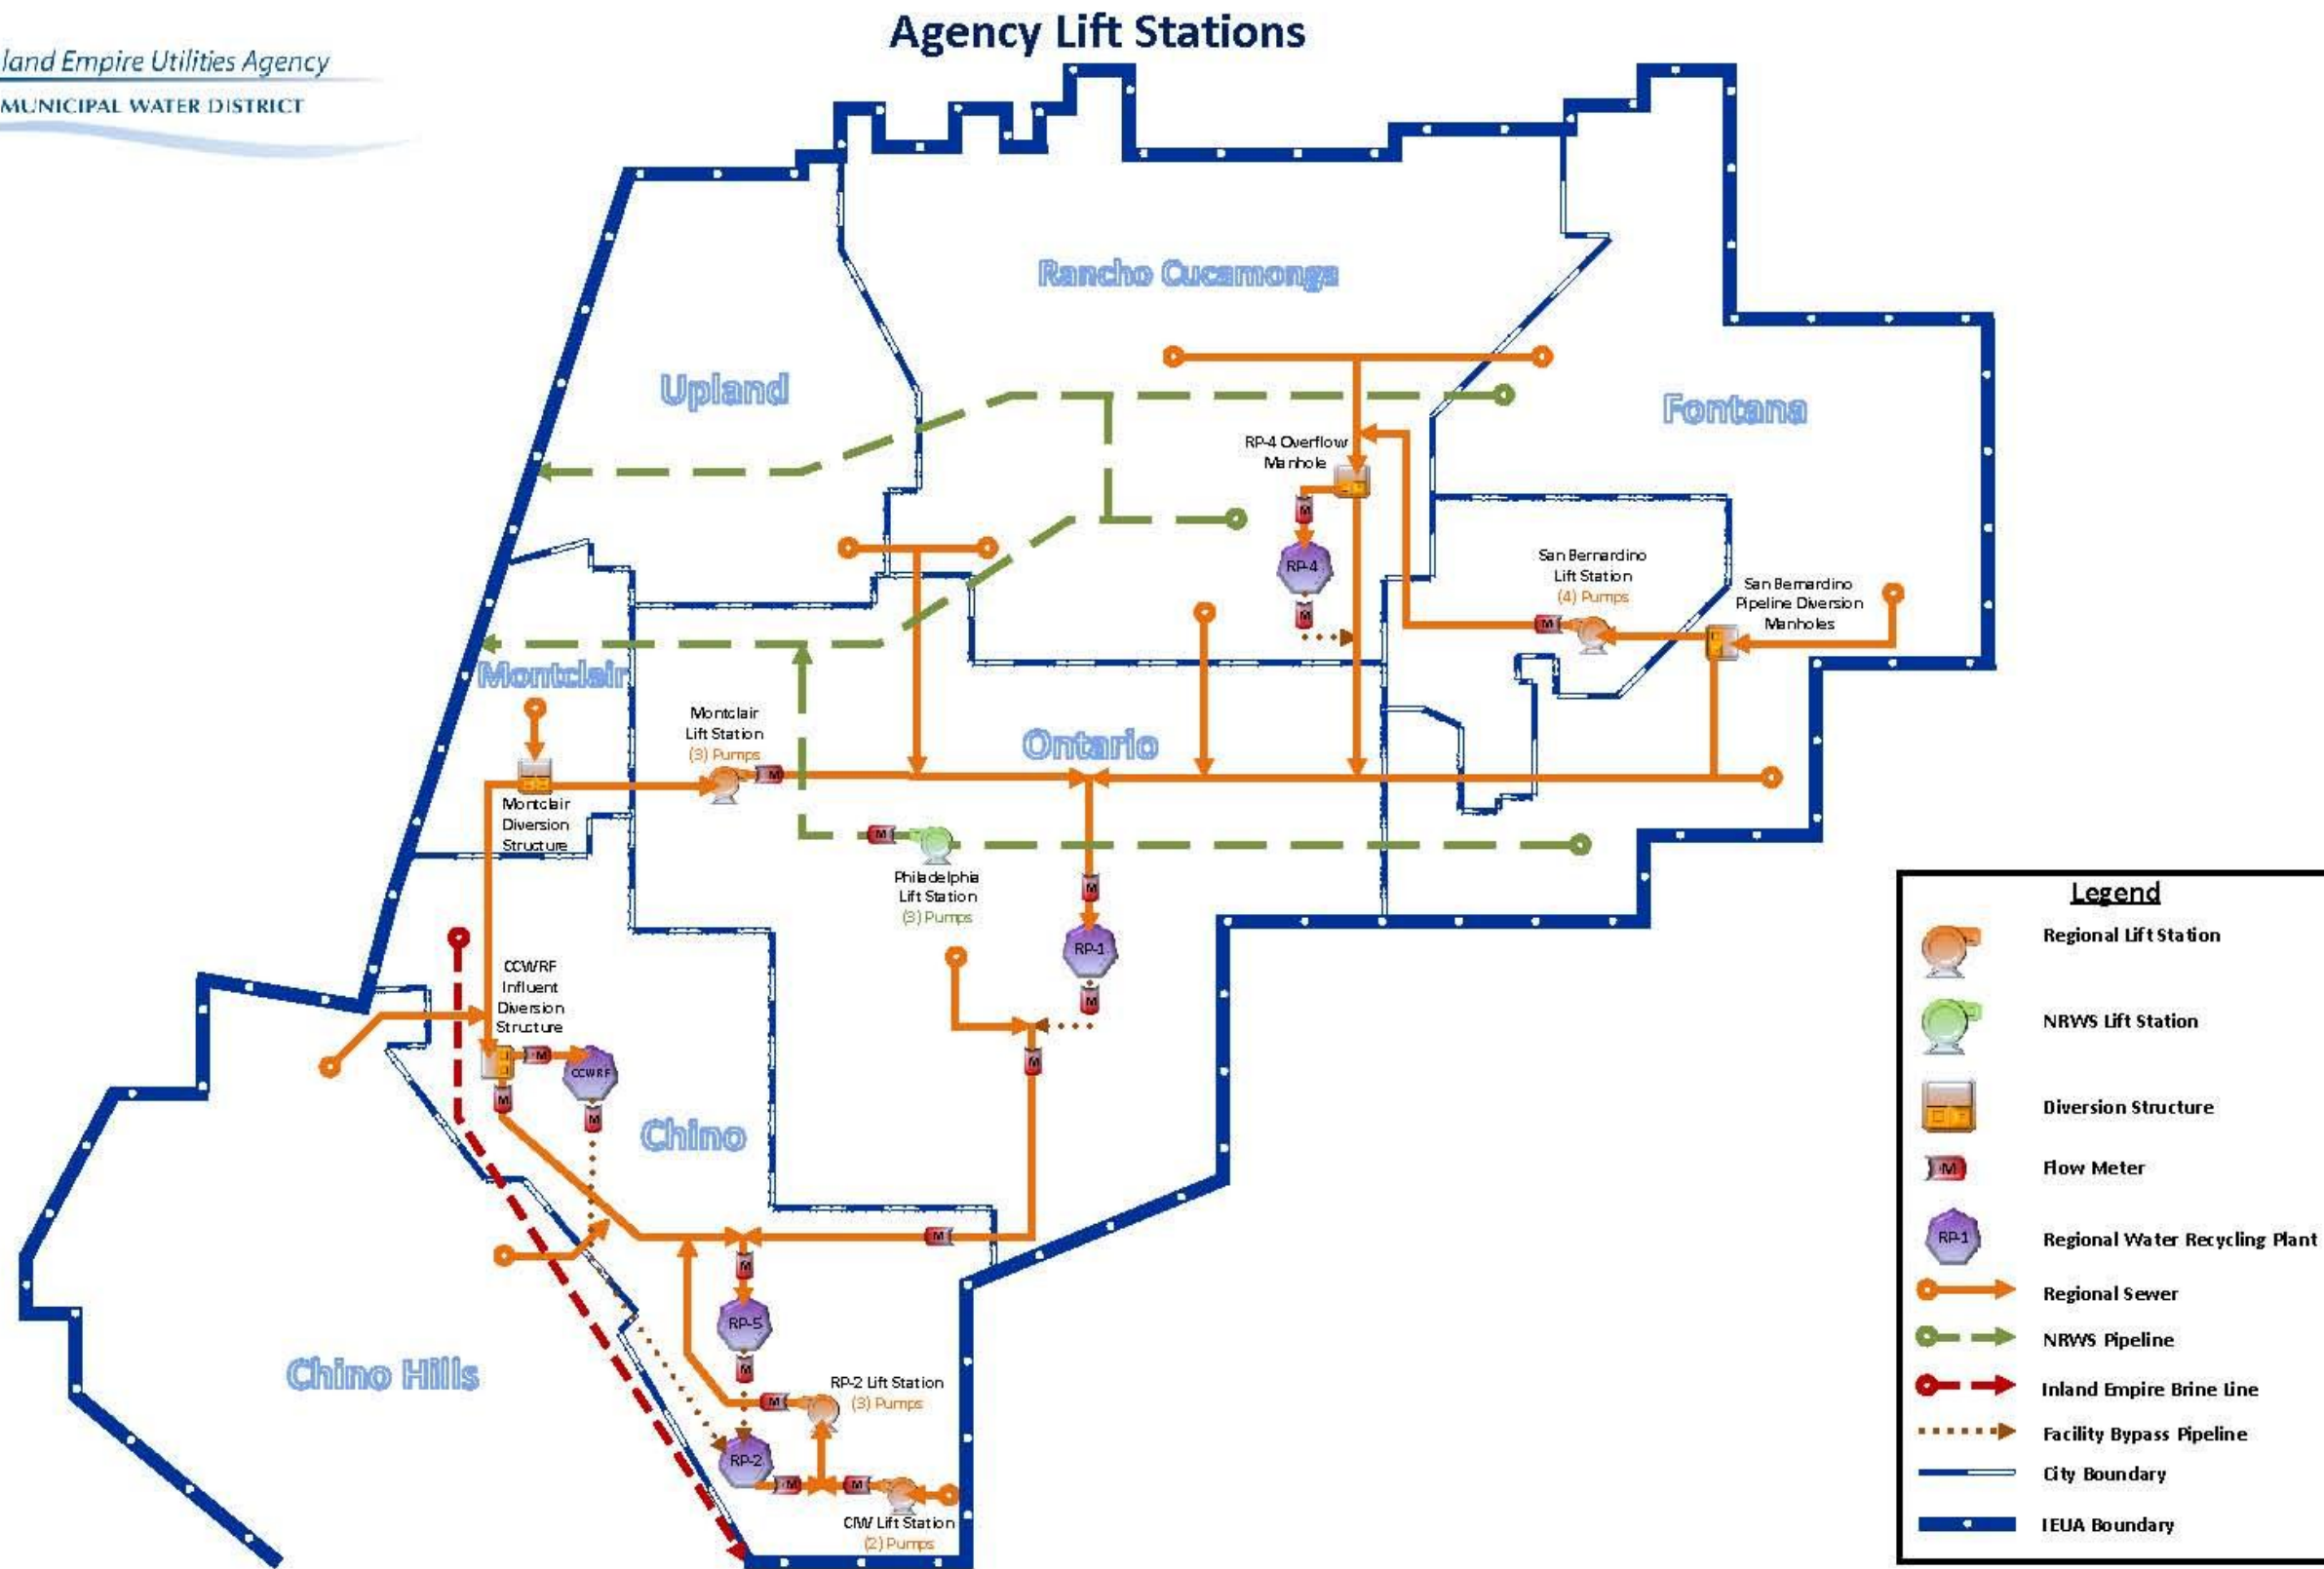 Agency Lift Stations
land Empire Utilities Agency
MUNICIPAL WATER DISTRICT
Rancho Cucamonga
Upland
Fontana
RP-4 Overflow
Manhole
M
RP-4
M
San Bernardino
Lift Station
(4) Pumps
M
San Bernardino
Pipeline Diversion
Manholes
Montclair
Montclair
Lift Station
(3) Pumps
M
Ontario
Montclair
Diversion
Structure
M
Philadelphia
Lift Station
(3) Pumps
M
RP-1
M
M
CCWRF
Influent
Diversion
Structure
M
CCWRF
M
M
Chino
M
M
RP-5
M
Chino Hills
RP-2 Lift Station
(3) Pumps
M
RP-2
M
M
CIW Lift Station
(2) Pumps
Legend
Regional Lift Station
NRWS Lift Station
Diversion Structure
M
Flow Meter
RP-1
Regional Water Recycling Plant
Regional Sewer
NRWS Pipeline
Inland Empire Brine Line
Facility Bypass Pipeline
City Boundary
IEUA Boundary